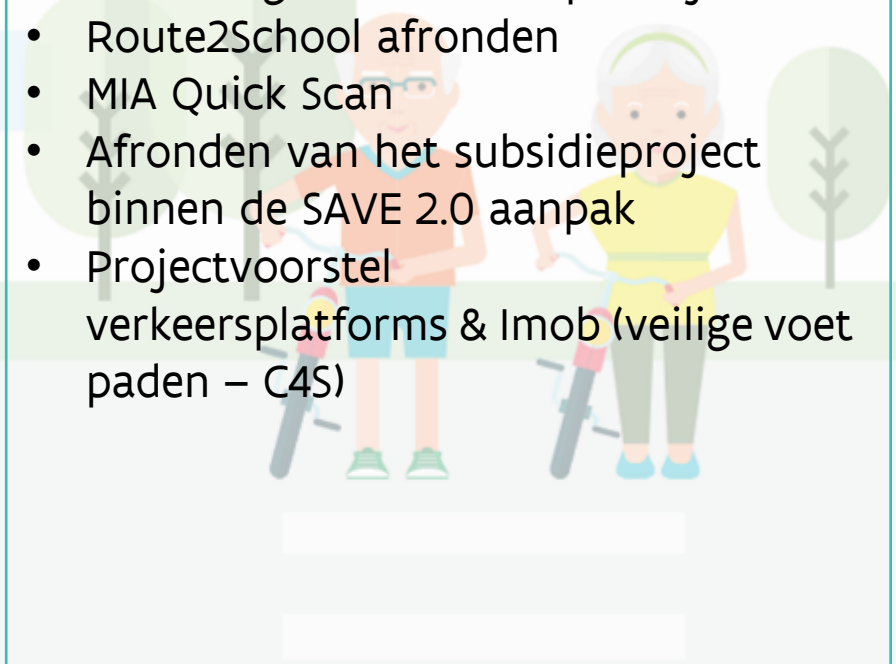 • Route2School afronden
• MIA Quick Scan
• Afronden van het subsidieproject
binnen de SAVE 2.0 aanpak
• Projectvoorstel
verkeersplatforms & Imob (veilige voet
paden – C4S)